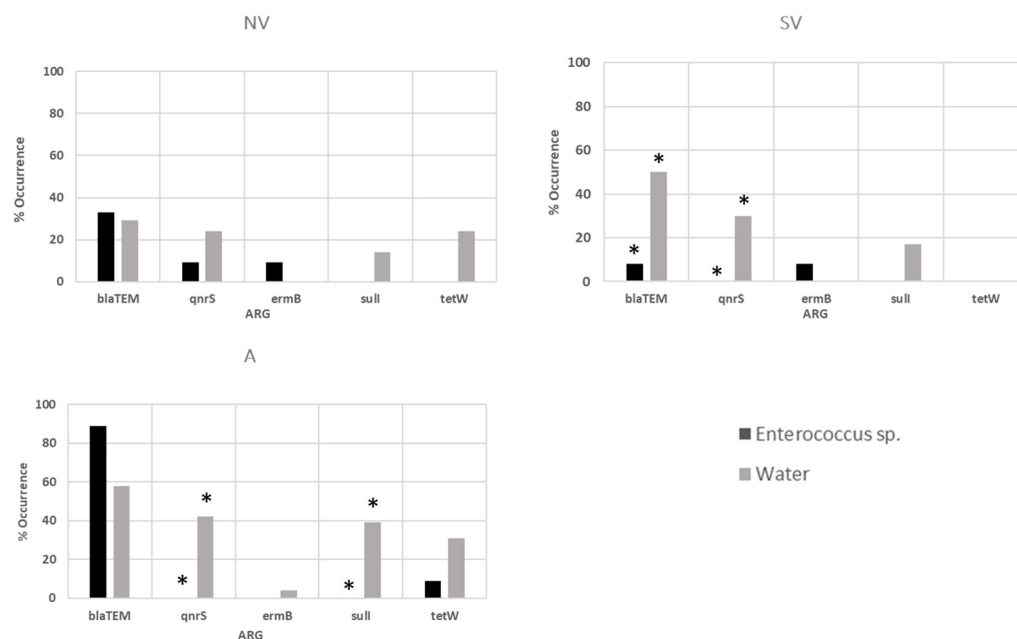 NV
100
80
60
40
20
0
% Occurrence
blaTEM qnrS ermB sulI tetW
ARG
SV
100
80
60
40
20
0
% Occurrence
* * * *
blaTEM qnrS ermB sulI tetW
ARG
A
100
80
60
40
20
0
% Occurrence
* * * *
blaTEM qnrS ermB sulI tetW
ARG
Enterococcus sp.
Water